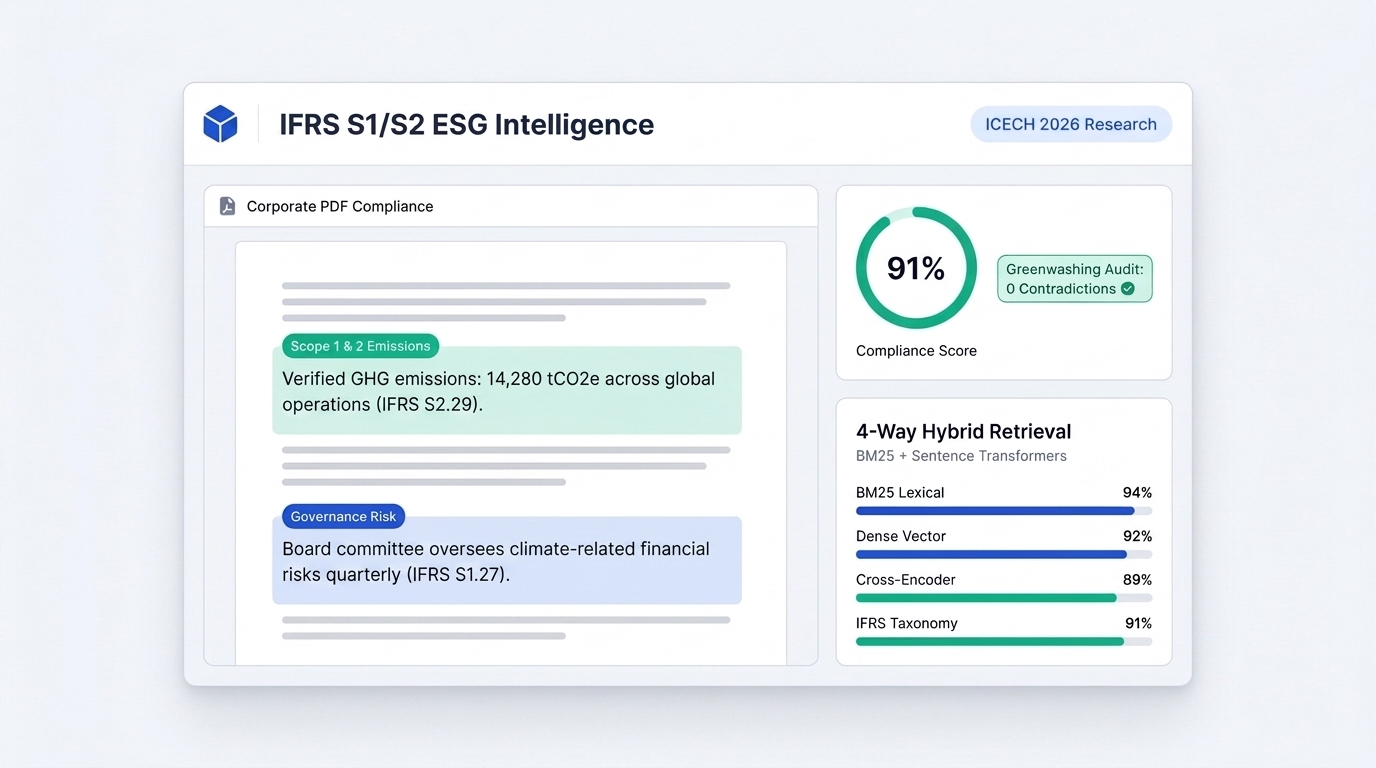 IFRS S1/S2 ESG Intelligence
ICECH 2026 Research
Corporate PDF Compliance
Scope 1 & 2 Emissions
Verified GHG emissions: 14,280 tCO2e across global
operations (IFRS S2.29).
Governance Risk
Board committee oversees climate-related financial
risks quarterly (IFRS S1.27).
91%
Greenwashing Audit:
0 Contradictions
Compliance Score
4-Way Hybrid Retrieval
BM25 + Sentence Transformers
BM25 Lexical 94%
Dense Vector 92%
Cross-Encoder 89%
IFRS Taxonomy 91%